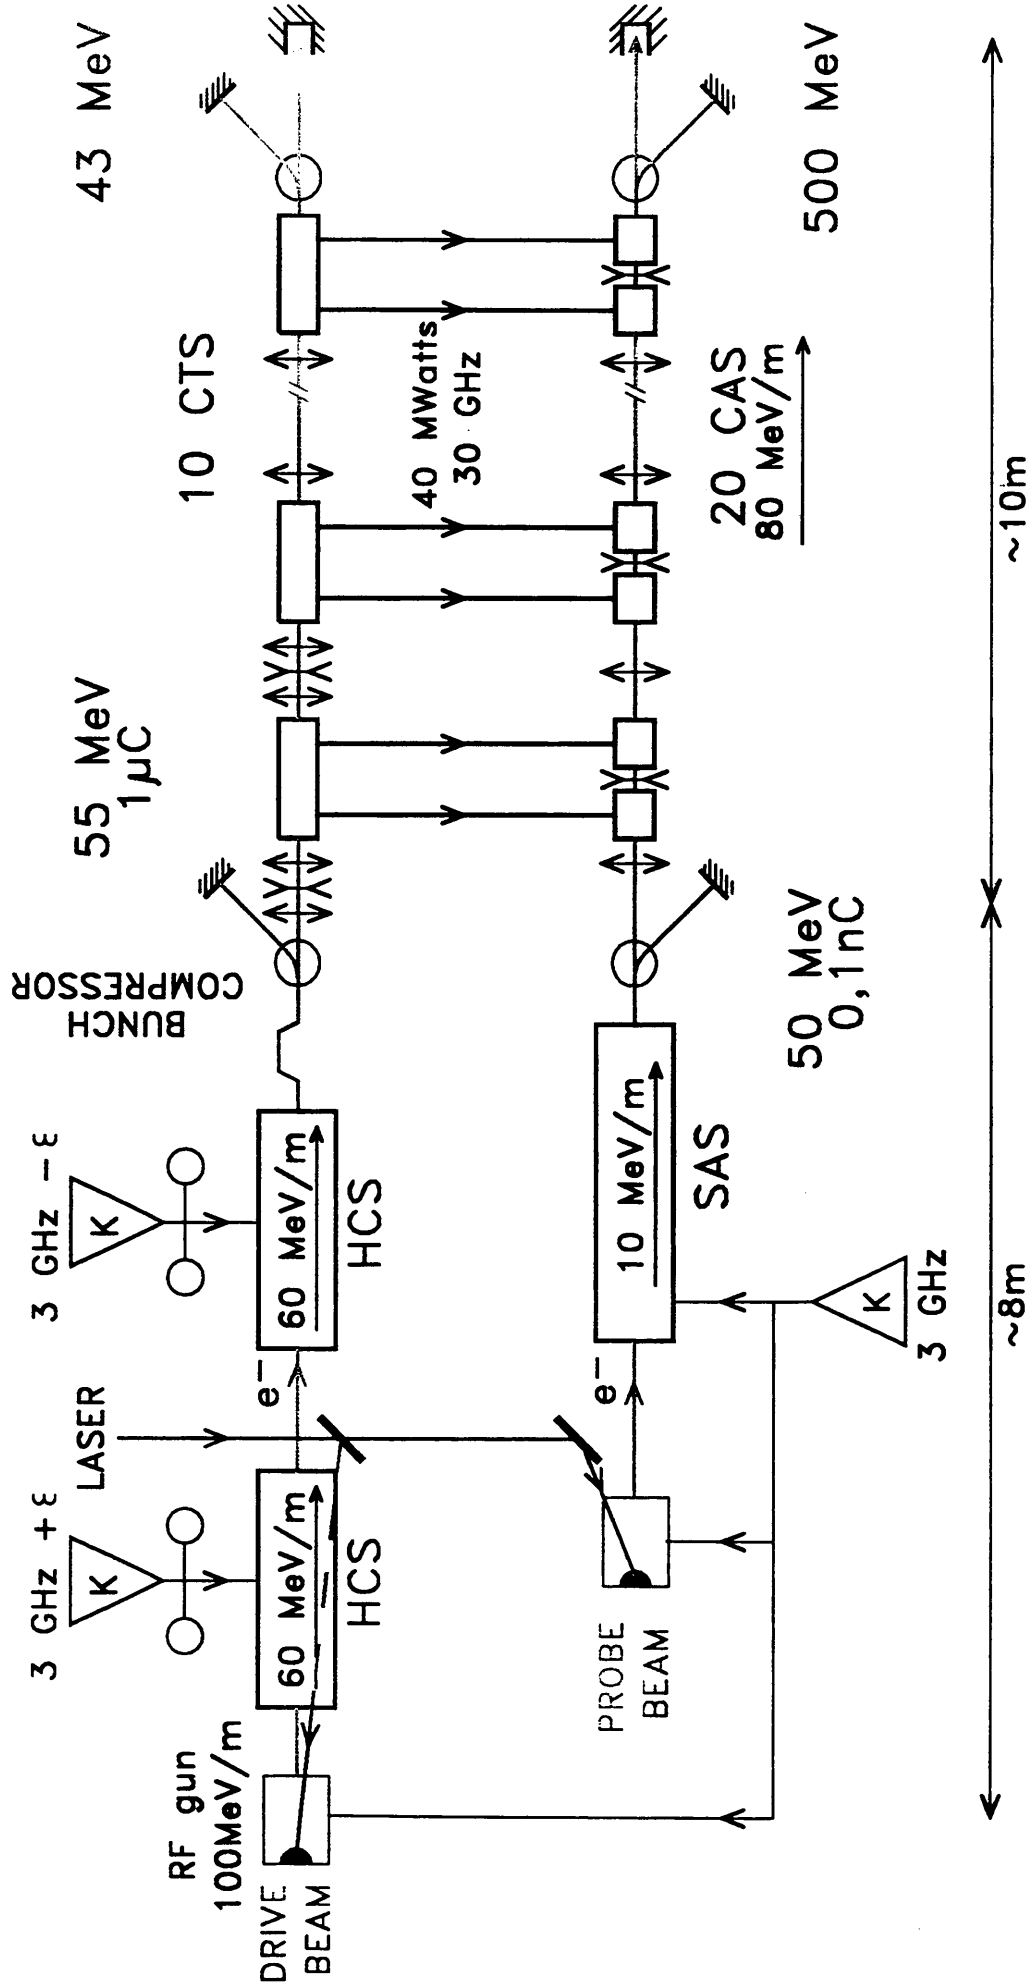 DRIVE
BEAM
RF gun
100MeV/m
3 GHz +ε
K
60 MeV/m
HCS
LASER
e⁻
3 GHz −ε
K
60 MeV/m
HCS
BUNCH
COMPRESSOR
55 MeV
1μC
10 CTS
43 MeV
40 MWatts
30 GHz
PROBE
BEAM
e⁻
10 MeV/m
SAS
K
3 GHz
50 MeV
0,1nC
20 CAS
80 MeV/m
500 MeV
~8m
~10m